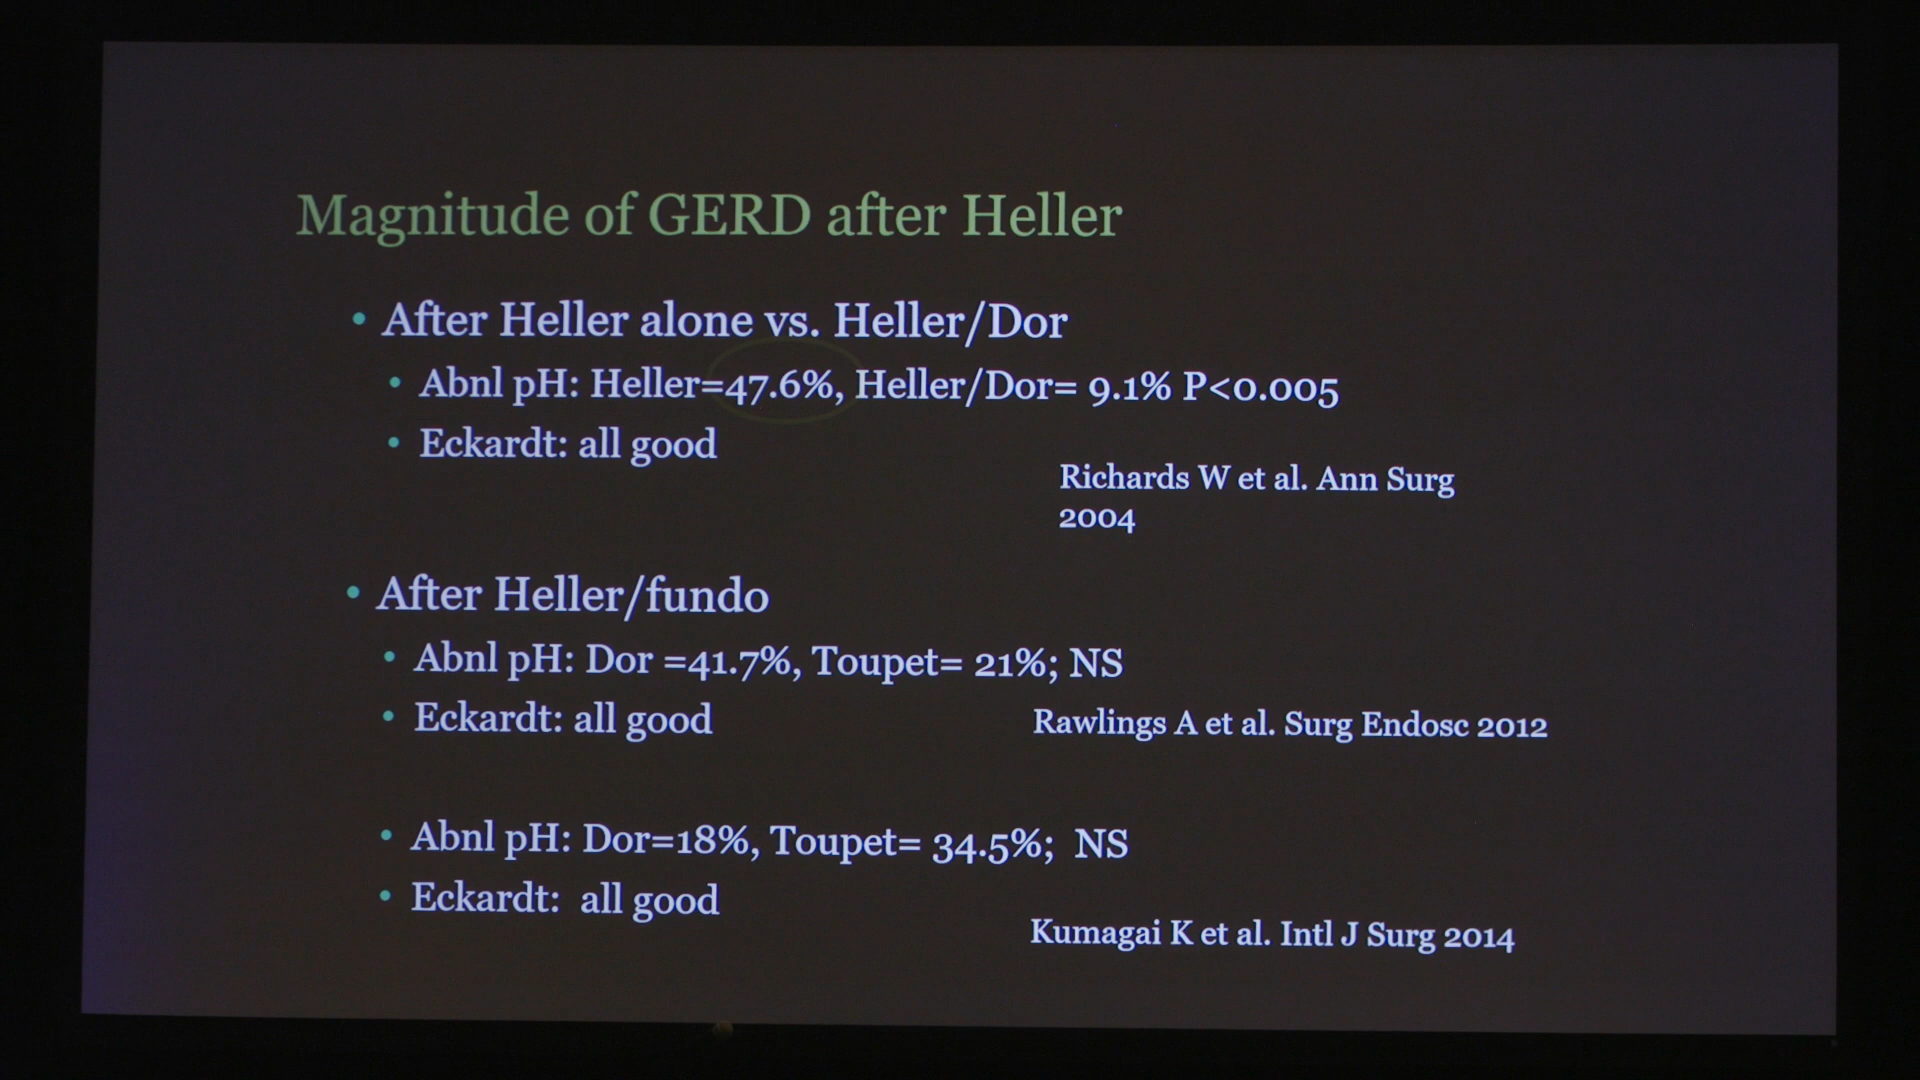 Magnitude of GERD after Heller
• After Heller alone vs. Heller/Dor
• Abnl pH: Heller=47.6%, Heller/Dor= 9.1% P<0.005
• Eckardt: all good
Richards W et al. Ann Surg
2004
• After Heller/fundo
• Abnl pH: Dor =41.7%, Toupet= 21%; NS
• Eckardt: all good
Rawlings A et al. Surg Endosc 2012
• Abnl pH: Dor=18%, Toupet= 34.5%;  NS
• Eckardt:  all good
Kumagai K et al. Intl J Surg 2014